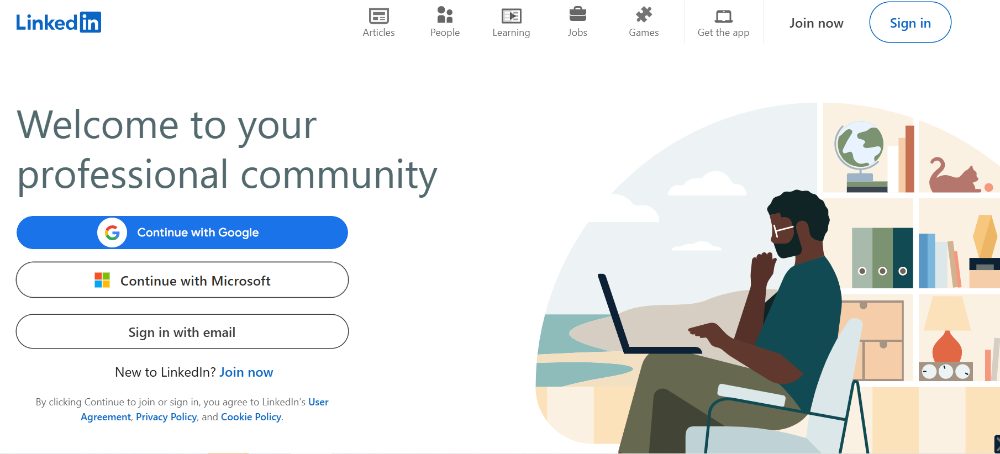 Linked in
Articles
People
Learning
Jobs
Games
Get the app
Join now
Sign in
Welcome to your
professional community
Continue with Google
Continue with Microsoft
Sign in with email
New to LinkedIn? Join now
By clicking Continue to join or sign in, you agree to LinkedIn’s User
Agreement, Privacy Policy, and Cookie Policy.